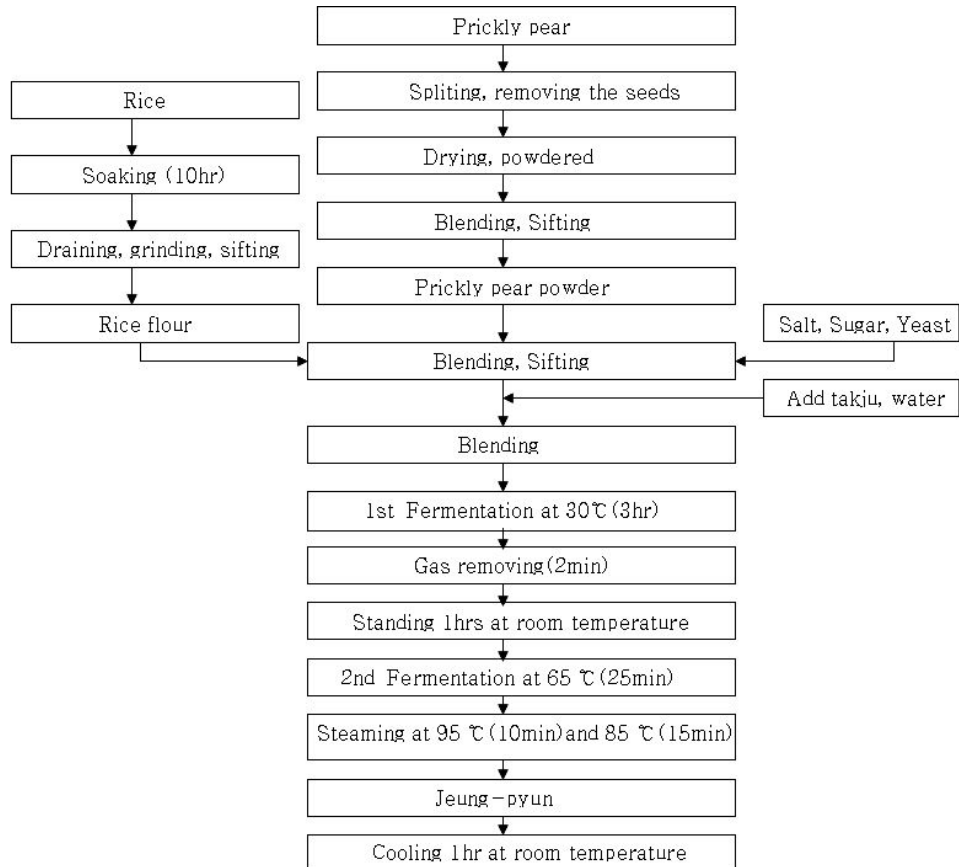 Prickly pear
Spliting, removing the seeds
Rice
Drying, powdered
Soaking (10hr)
Blending, Sifting
Draining, grinding, sifting
Prickly pear powder
Rice flour
Salt, Sugar, Yeast
Blending, Sifting
Add takju, water
Blending
1st Fermentation at 30℃(3hr)
Gas removing(2min)
Standing 1hrs at room temperature
2nd Fermentation at 65 ℃(25min)
Steaming at 95 ℃(10min)and 85 ℃(15min)
Jeung-pyun
Cooling 1hr at room temperature